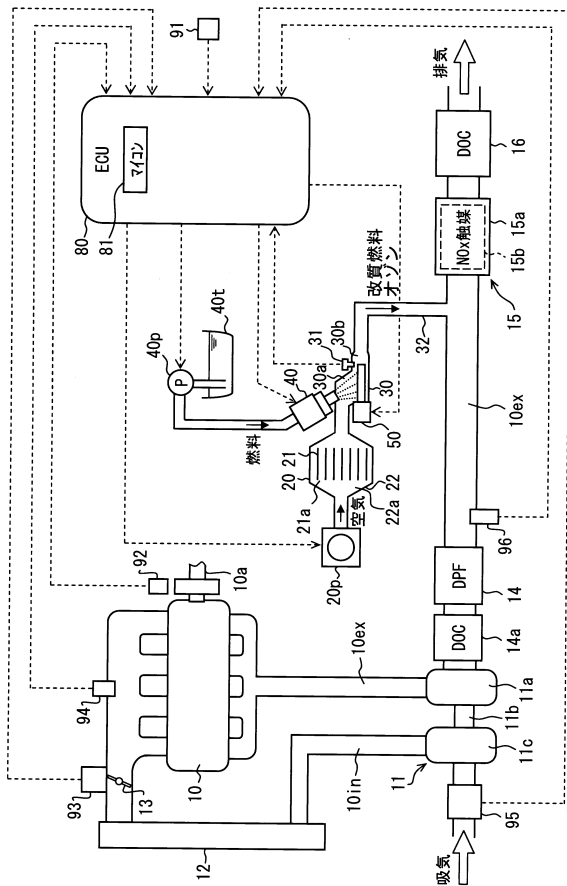 91
ECU
マイコン
80
81
排気
DOC
16
NOx触媒
15a
15b
15
改質燃料
オゾン
40p
40t
P
燃料
40
31
30b
30a
30
50
32
20
21
21a
22
22a
空気
20p
10ex
96
92
10a
94
93
13
10
12
DPF
14
DOC
14a
10ex
10in
11
11a
11b
11c
95
吸気